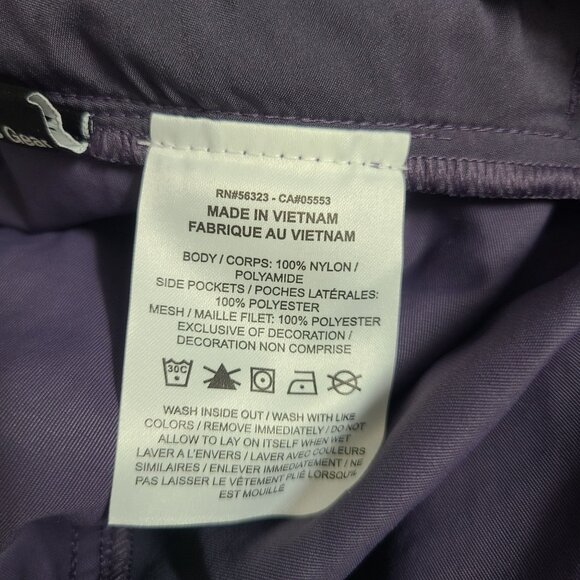 Gear
RN#56323 - CA#05553
MADE IN VIETNAM
FABRIQUE AU VIETNAM
BODY / CORPS: 100% NYLON /
POLYAMIDE
SIDE POCKETS / POCHES LATÉRALES:
100% POLYESTER
MESH / MAILLE FILET: 100% POLYESTER
EXCLUSIVE OF DECORATION /
DECORATION NON COMPRISE
30C
WASH INSIDE OUT / WASH WITH LIKE
COLORS / REMOVE IMMEDIATELY / DO NOT
ALLOW TO LAY ON ITSELF WHEN WET
LAVER A L'ENVERS / LAVER AVEC COULEURS
SIMILAIRES / ENLEVER IMMEDIATEMENT / NE
PAS LAISSER LE VÊTEMENT PLIÉ LORSQU'IL
EST MOUILLÉ